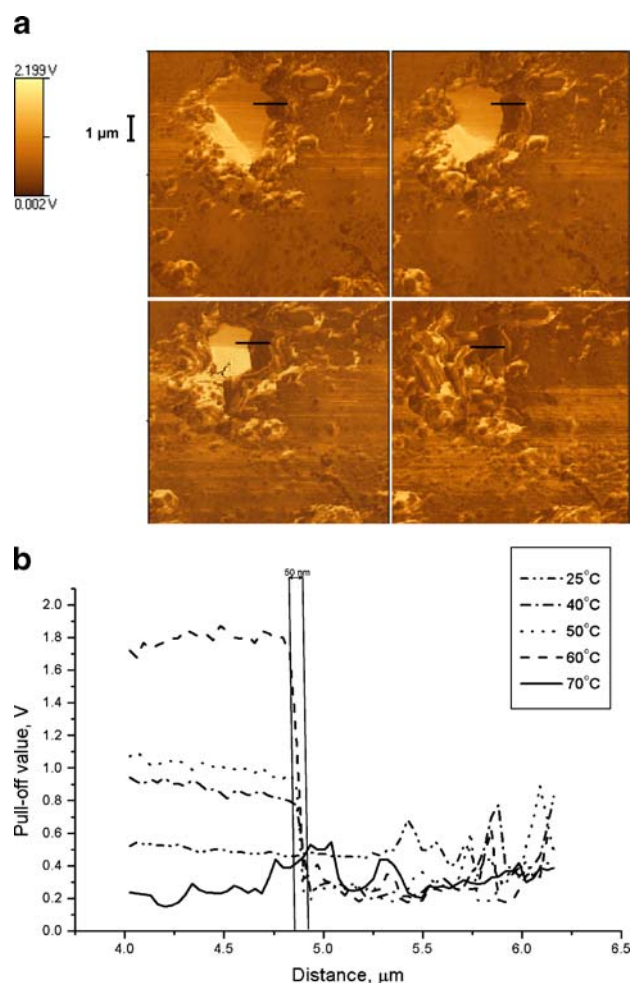 a
2.199 V
1 µm
0.002 V
b
50 nm
25°C
40°C
50°C
60°C
70°C
2.0
1.8
1.6
1.4
1.2
1.0
0.8
0.6
0.4
0.2
0.0
Pull-off value, V
4.0 4.5 5.0 5.5 6.0 6.5
Distance, µm